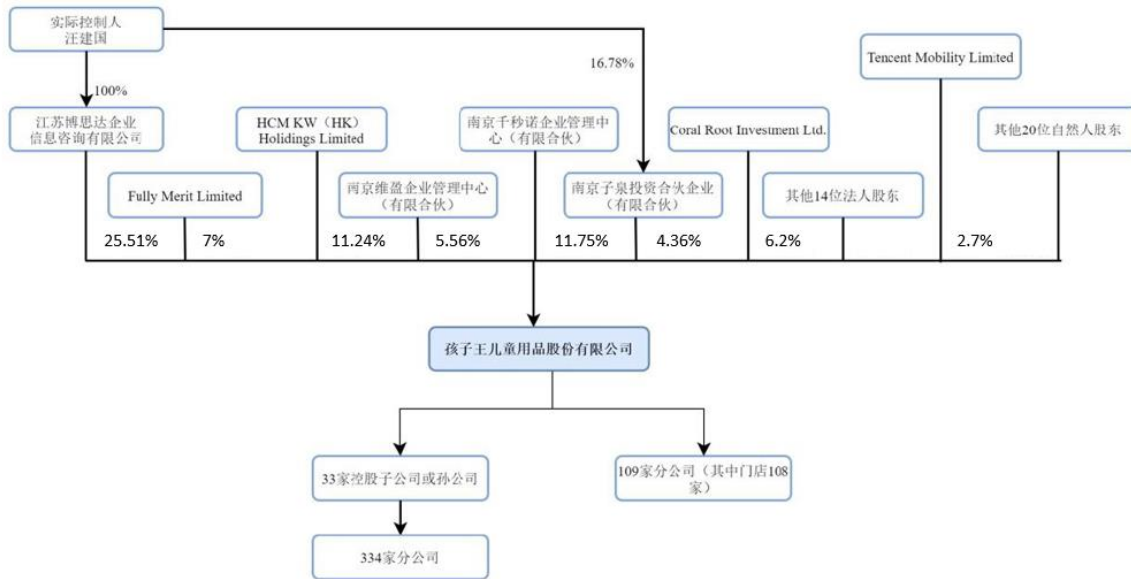 实际控制人
汪建国
100%
16.78%
Tencent Mobility Limited
江苏博思达企业
信息咨询有限公司
HCM KW（HK）
Holidings Limited
南京千秒诺企业管理中
心（有限合伙）
Coral Root Investment Ltd.
其他20位自然人股东
Fully Merit Limited
南京维盈企业管理中心
（有限合伙）
南京子泉投资合伙企业
（有限合伙）
其他14位法人股东
25.51%
7%
11.24%
5.56%
11.75%
4.36%
6.2%
2.7%
孩子王儿童用品股份有限公司
33家控股子公司或孙公司
109家分公司（其中门店108
家）
334家分公司